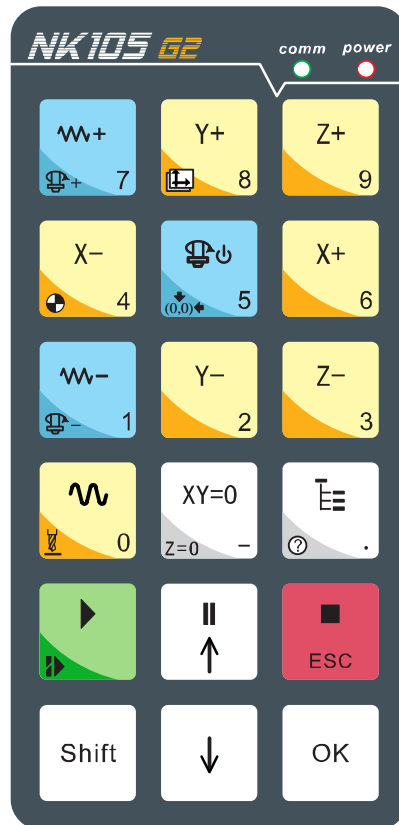 NK105 G2
comm power
+ Y+ Z+
+ 7 8 9
X- X+
4 (0,0) 5 6
- Y- Z-
- 1 2 3
XY=0
0 Z=0 - ? .
ESC
Shift OK